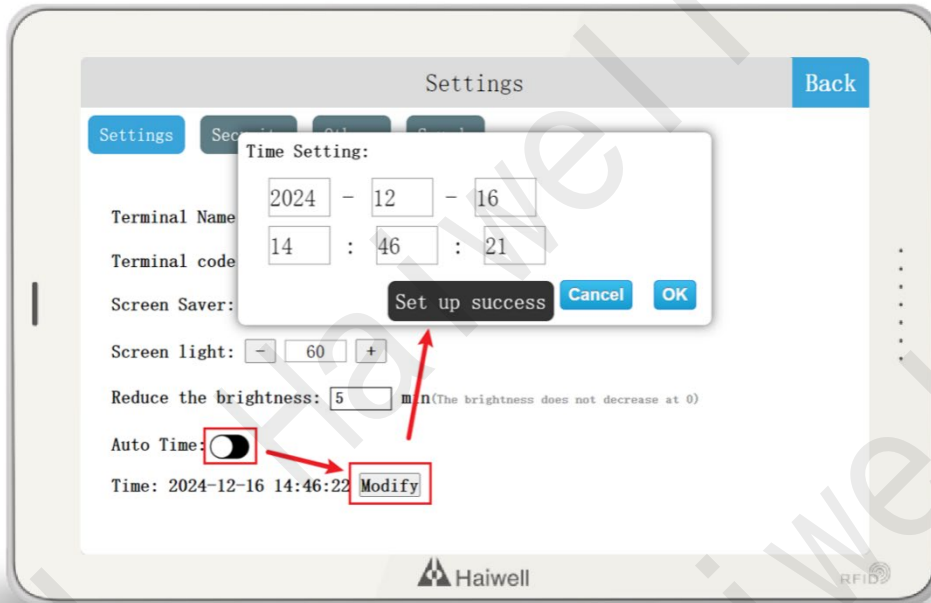 Settings
Back
Settings
Time Setting:
2024 - 12 - 16
14 : 46 : 21
Set up success
Cancel
OK
Terminal Name
Terminal code
Screen Saver:
Screen light: - 60 +
Reduce the brightness: 5 min(The brightness does not decrease at 0)
Auto Time:
Time: 2024-12-16 14:46:22 Modify
Haiwell
RFID
Haiwell